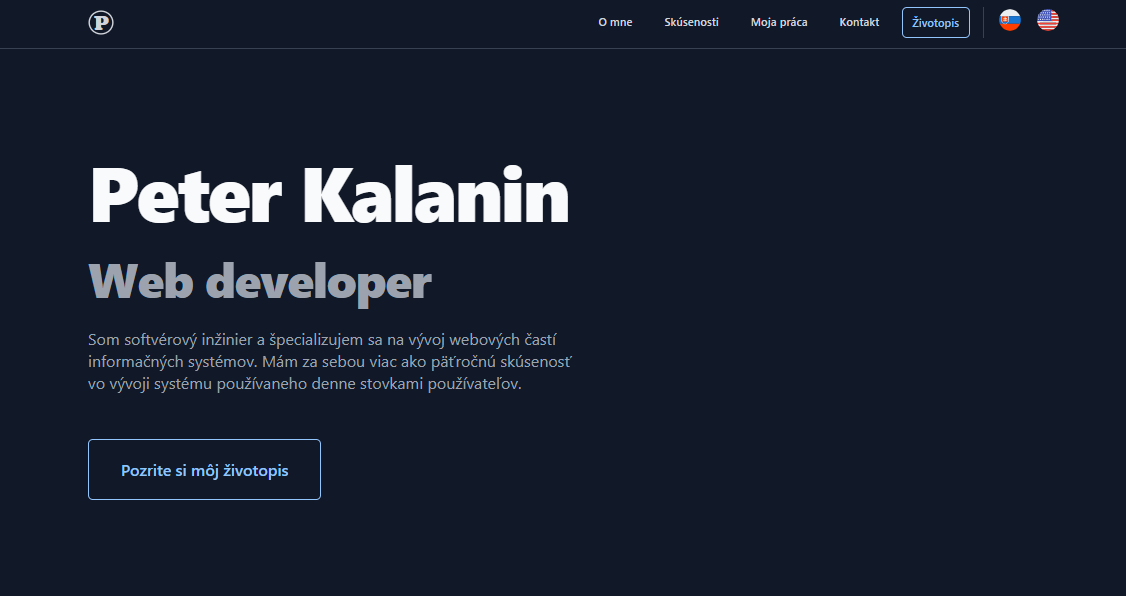 P
O mne
Skúsenosti
Moja práca
Kontakt
Životopis
Peter Kalanin
Web developer
Som softvérový inžinier a špecializujem sa na vývoj webových častí
informačných systémov. Mám za sebou viac ako päťročnú skúsenosť
vo vývoji systému používaneho denne stovkami používateľov.
Pozrite si môj životopis